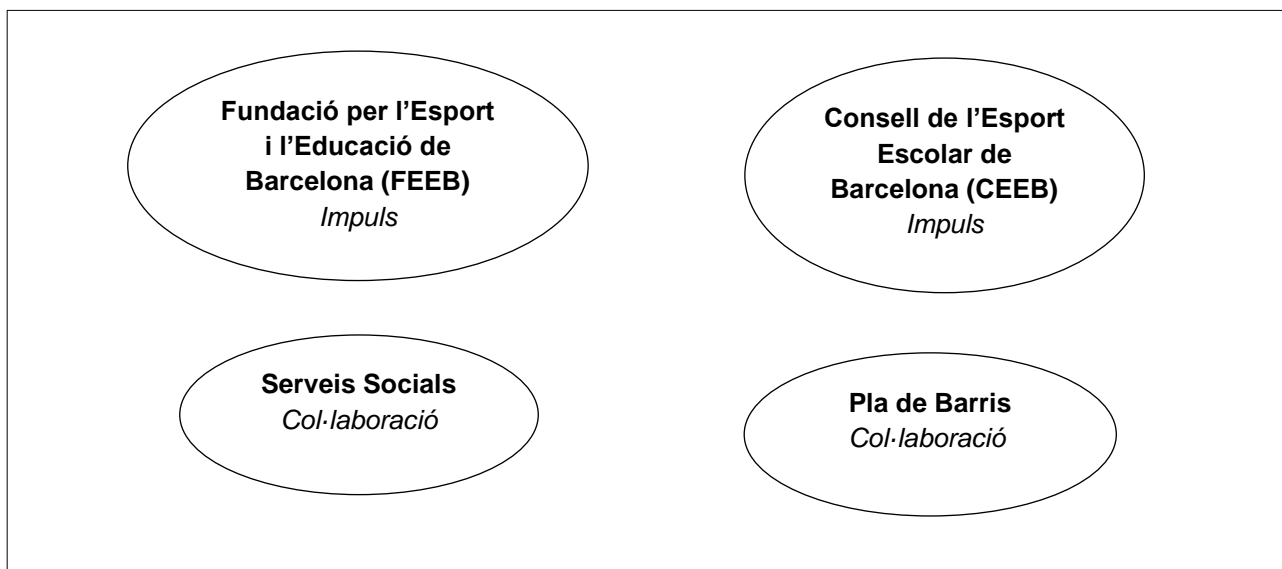 Fundació per l’Esport
i l’Educació de
Barcelona (FEEB)
Impuls
Consell de l’Esport
Escolar de
Barcelona (CEEB)
Impuls
Serveis Socials
Col·laboració
Pla de Barris
Col·laboració